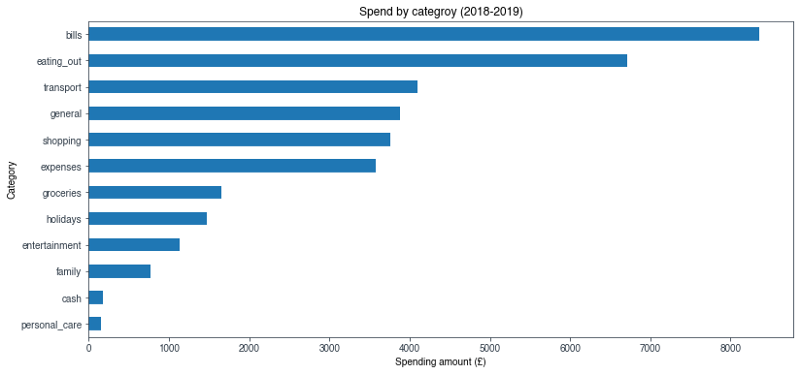 Spend by categroy (2018-2019)
bills
eating_out
transport
general
shopping
expenses
groceries
holidays
entertainment
family
cash
personal_care
Category
0 1000 2000 3000 4000 5000 6000 7000 8000
Spending amount (£)